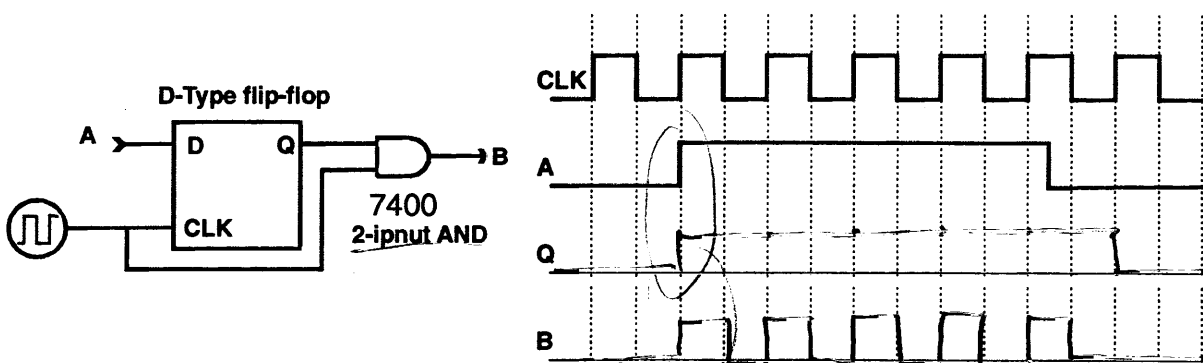 D-Type flip-flop
A
D
Q
B
CLK
7400
2-ipnut AND
CLK
A
Q
B